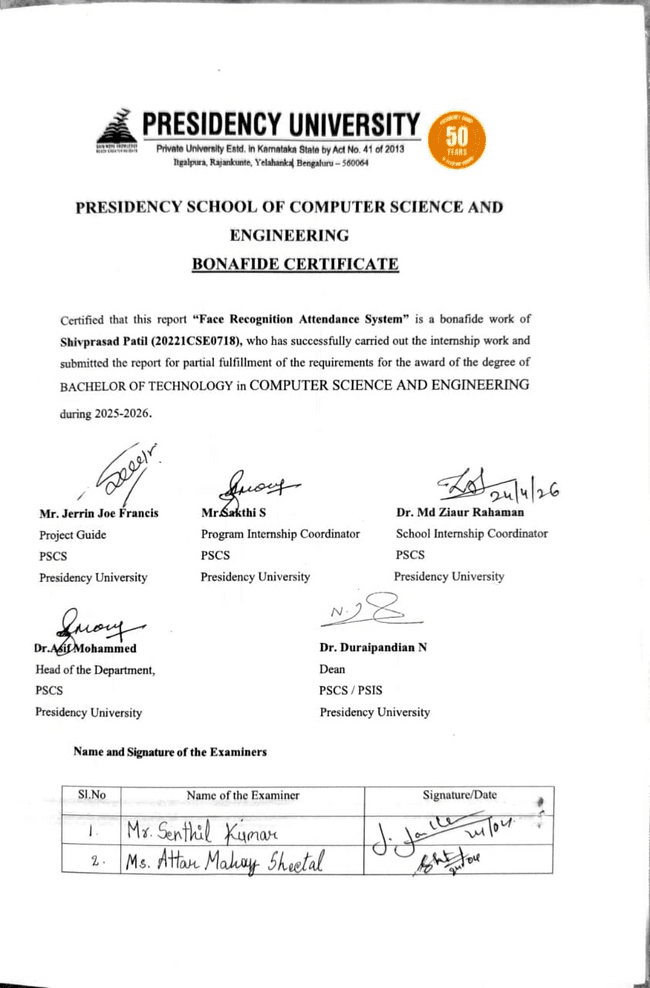 PRESIDENCY UNIVERSITY
GAIN MORE KNOWLEDGE
REACH GREATER HEIGHTS
Private University Estd. in Karnataka State by Act No. 41 of 2013
Itgalpura, Rajankunte, Yelahanka, Bengaluru – 560064
50
YEARS
PRESIDENCY SCHOOL OF COMPUTER SCIENCE AND
ENGINEERING
BONAFIDE CERTIFICATE
Certified that this report “Face Recognition Attendance System” is a bonafide work of
Shivprasad Patil (20221CSE0718), who has successfully carried out the internship work and
submitted the report for partial fulfillment of the requirements for the award of the degree of
BACHELOR OF TECHNOLOGY in COMPUTER SCIENCE AND ENGINEERING
during 2025-2026.
24/4/26
Mr. Jerrin Joe Francis
Project Guide
PSCS
Presidency University
Mr.Sakthi S
Program Internship Coordinator
PSCS
Presidency University
Dr. Md Ziaur Rahaman
School Internship Coordinator
PSCS
Presidency University
Dr.Asif Mohammed
Head of the Department,
PSCS
Presidency University
Dr. Duraipandian N
Dean
PSCS / PSIS
Presidency University
Name and Signature of the Examiners
Sl.No Name of the Examiner Signature/Date
1. Mr. Senthil Kumar
2. Ms. Attar Mahay Sheetal